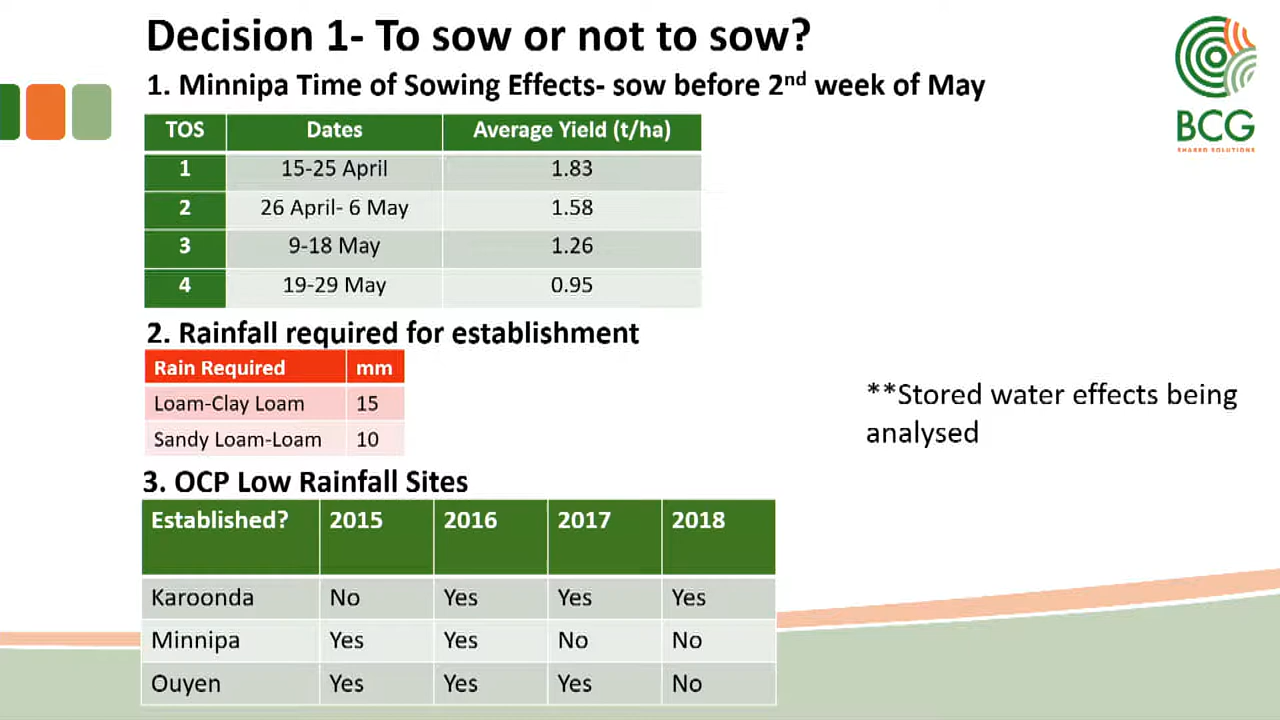 Decision 1- To sow or not to sow?
1. Minnipa Time of Sowing Effects- sow before 2nd week of May
BCG
SHARED SOLUTIONS
TOS Dates Average Yield (t/ha)
1 15-25 April 1.83
2 26 April- 6 May 1.58
3 9-18 May 1.26
4 19-29 May 0.95
2. Rainfall required for establishment
Rain Required mm
Loam-Clay Loam 15
Sandy Loam-Loam 10
**Stored water effects being
analysed
3. OCP Low Rainfall Sites
Established? 2015 2016 2017 2018
Karoonda No Yes Yes Yes
Minnipa Yes Yes No No
Ouyen Yes Yes Yes No